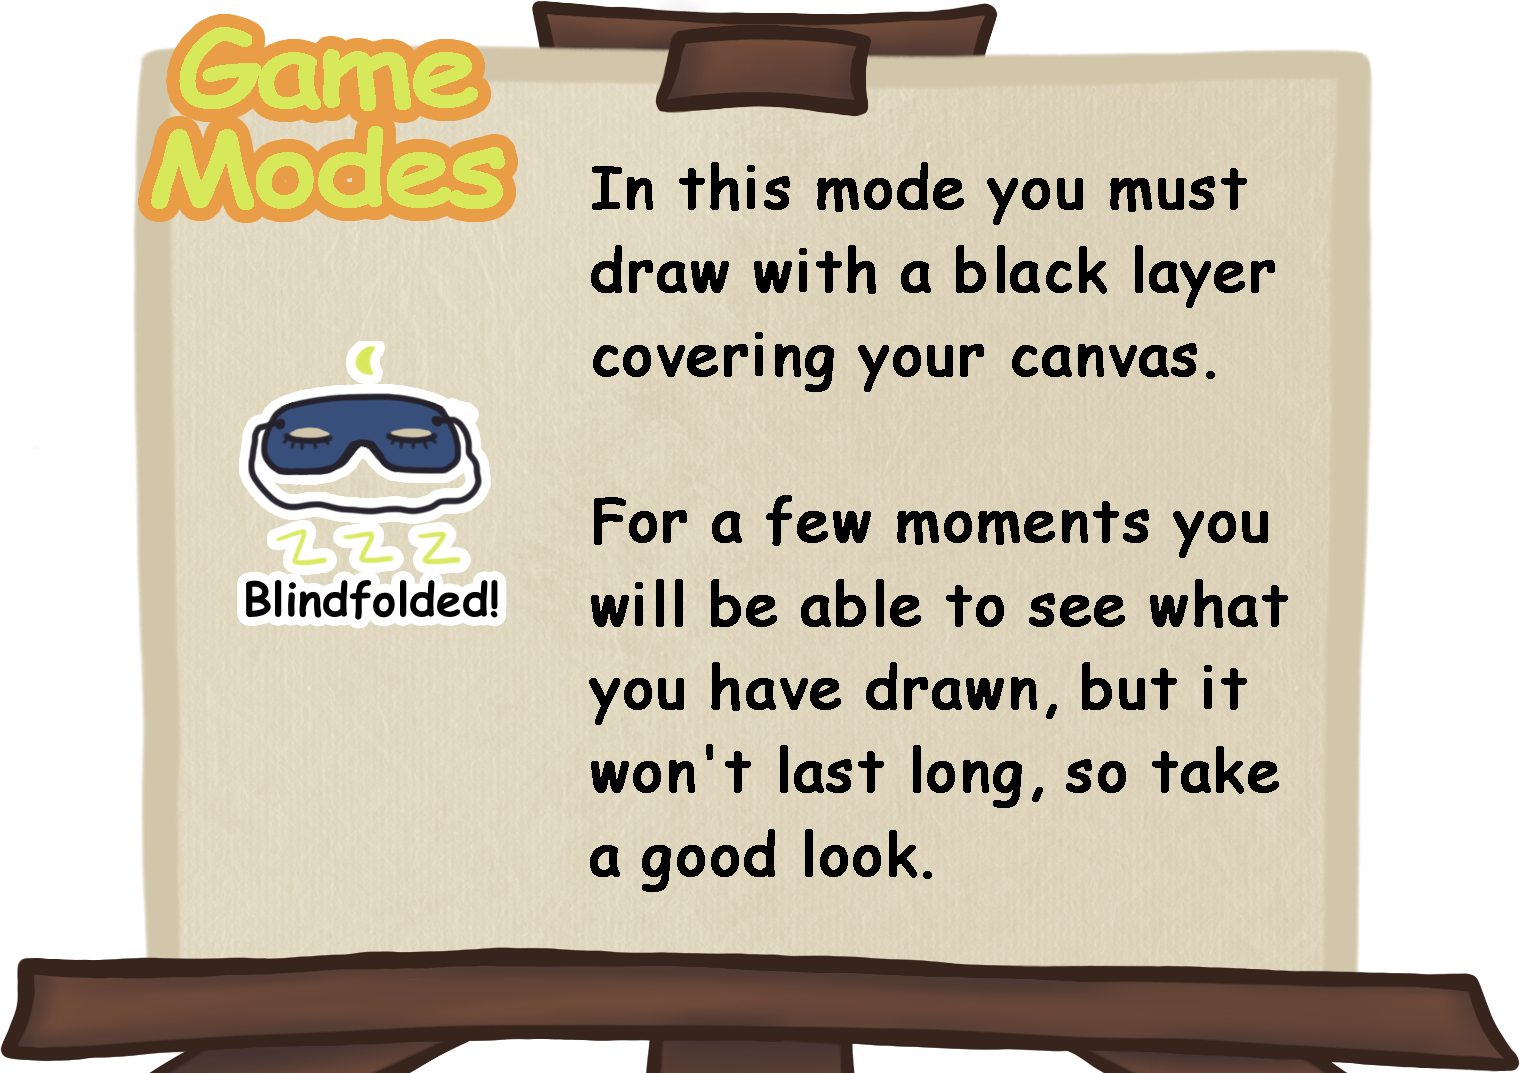 Game
Modes
In this mode you must
draw with a black layer
covering your canvas.
For a few moments you
will be able to see what
you have drawn, but it
won't last long, so take
a good look.
z z z
Blindfolded!